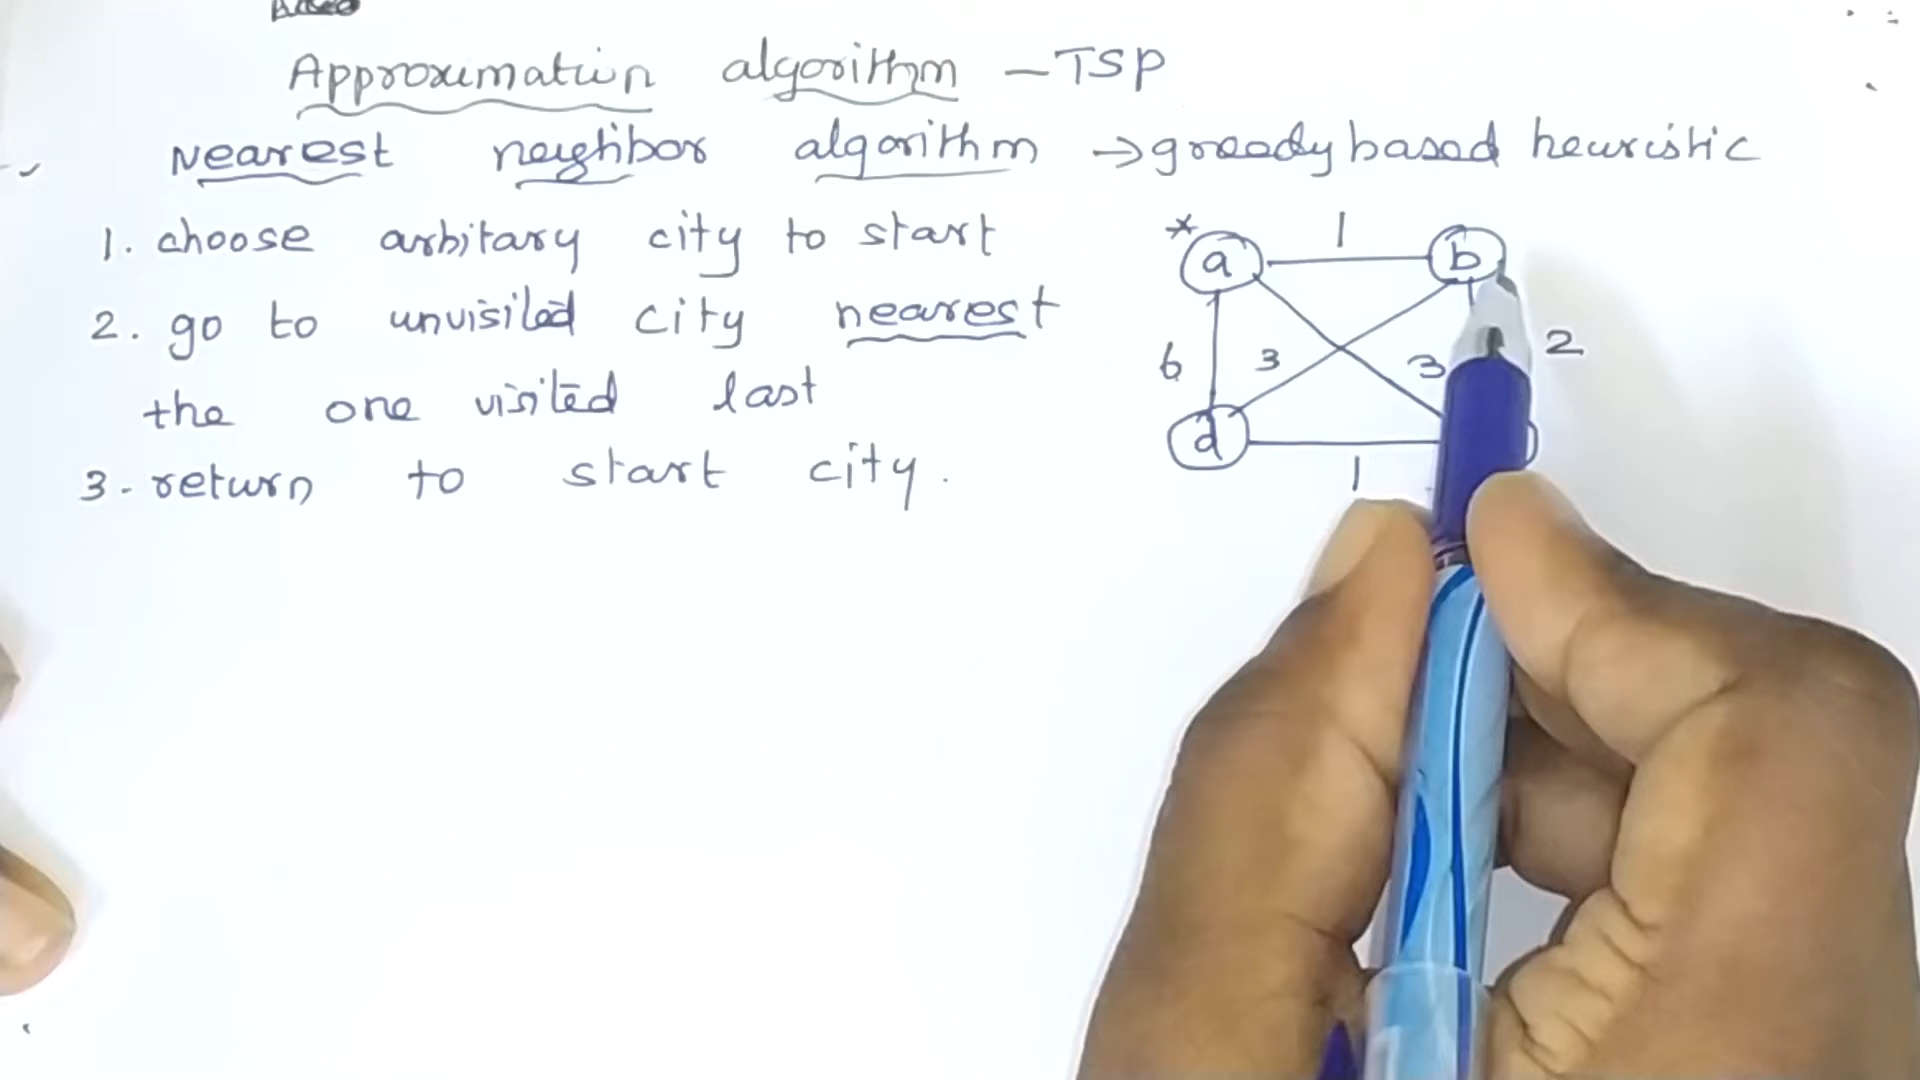 Approximation algorithm - TSP
Nearest neighbor algorithm → greedy based heuristic
1. choose arbitary city to start
2. go to unvisited city nearest
the one visited last
3. return to start city.
* a 1 b
6 3 3 2
d 1